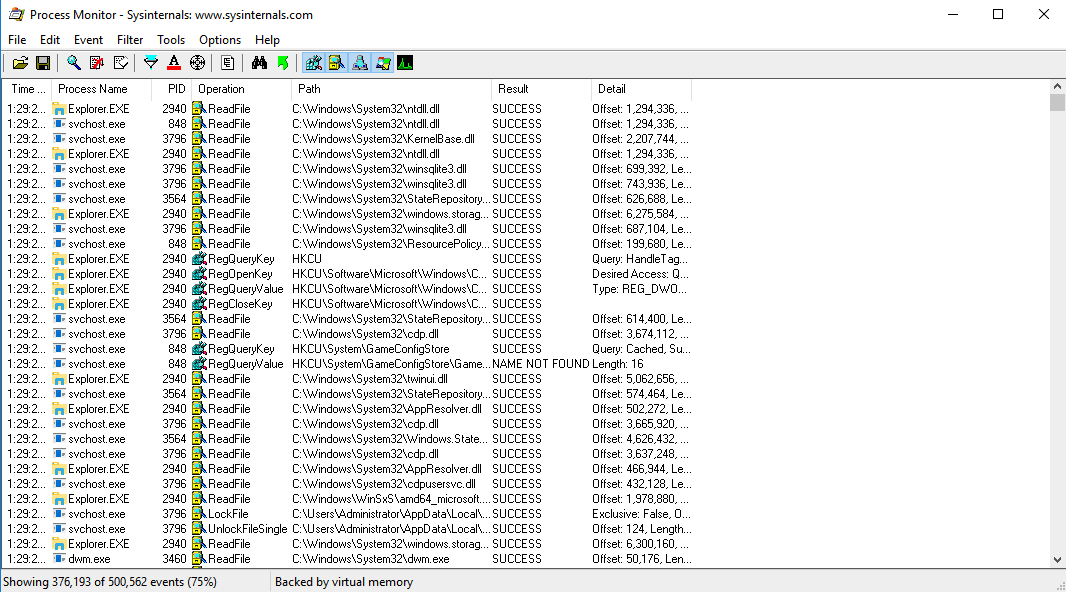 Process Monitor - Sysinternals: www.sysinternals.com
File Edit Event Filter Tools Options Help
Time ... Process Name PID Operation Path Result Detail
1:29:2... Explorer.EXE 2940 ReadFile C:\Windows\System32\ntdll.dll SUCCESS Offset: 1,294,336, ...
1:29:2... svchost.exe 848 ReadFile C:\Windows\System32\ntdll.dll SUCCESS Offset: 1,294,336, ...
1:29:2... svchost.exe 3796 ReadFile C:\Windows\System32\KernelBase.dll SUCCESS Offset: 2,207,744, ...
1:29:2... Explorer.EXE 2940 ReadFile C:\Windows\System32\ntdll.dll SUCCESS Offset: 1,294,336, ...
1:29:2... svchost.exe 3796 ReadFile C:\Windows\System32\winsqlite3.dll SUCCESS Offset: 699,392, Le...
1:29:2... svchost.exe 3796 ReadFile C:\Windows\System32\winsqlite3.dll SUCCESS Offset: 743,936, Le...
1:29:2... svchost.exe 3564 ReadFile C:\Windows\System32\StateRepository... SUCCESS Offset: 626,688, Le...
1:29:2... Explorer.EXE 2940 ReadFile C:\Windows\System32\windows.storag... SUCCESS Offset: 6,275,584, ...
1:29:2... svchost.exe 3796 ReadFile C:\Windows\System32\winsqlite3.dll SUCCESS Offset: 687,104, Le...
1:29:2... svchost.exe 848 ReadFile C:\Windows\System32\ResourcePolicy... SUCCESS Offset: 199,680, Le...
1:29:2... Explorer.EXE 2940 RegQueryKey HKCU SUCCESS Query: HandleTag...
1:29:2... Explorer.EXE 2940 RegOpenKey HKCU\Software\Microsoft\Windows\C... SUCCESS Desired Access: Q...
1:29:2... Explorer.EXE 2940 RegQueryValue HKCU\Software\Microsoft\Windows\C... SUCCESS Type: REG_DWO...
1:29:2... Explorer.EXE 2940 RegCloseKey HKCU\Software\Microsoft\Windows\C... SUCCESS
1:29:2... svchost.exe 3564 ReadFile C:\Windows\System32\StateRepository... SUCCESS Offset: 614,400, Le...
1:29:2... svchost.exe 3796 ReadFile C:\Windows\System32\cdp.dll SUCCESS Offset: 3,674,112, ...
1:29:2... svchost.exe 848 RegQueryKey HKCU\System\GameConfigStore SUCCESS Query: Cached, Su...
1:29:2... svchost.exe 848 RegQueryValue HKCU\System\GameConfigStore\Game... NAME NOT FOUND Length: 16
1:29:2... Explorer.EXE 2940 ReadFile C:\Windows\System32\twinui.dll SUCCESS Offset: 5,062,656, ...
1:29:2... svchost.exe 3564 ReadFile C:\Windows\System32\StateRepository... SUCCESS Offset: 574,464, Le...
1:29:2... Explorer.EXE 2940 ReadFile C:\Windows\System32\AppResolver.dll SUCCESS Offset: 502,272, Le...
1:29:2... svchost.exe 3796 ReadFile C:\Windows\System32\cdp.dll SUCCESS Offset: 3,665,920, ...
1:29:2... svchost.exe 3564 ReadFile C:\Windows\System32\Windows.State... SUCCESS Offset: 4,626,432, ...
1:29:2... svchost.exe 3796 ReadFile C:\Windows\System32\cdp.dll SUCCESS Offset: 3,637,248, ...
1:29:2... Explorer.EXE 2940 ReadFile C:\Windows\System32\AppResolver.dll SUCCESS Offset: 466,944, Le...
1:29:2... svchost.exe 3796 ReadFile C:\Windows\System32\cdpusersvc.dll SUCCESS Offset: 432,128, Le...
1:29:2... Explorer.EXE 2940 ReadFile C:\Windows\WinSxS\amd64_microsoft.... SUCCESS Offset: 1,978,880, ...
1:29:2... svchost.exe 3796 LockFile C:\Users\Administrator\AppData\Local\... SUCCESS Exclusive: False, O...
1:29:2... svchost.exe 3796 UnlockFileSingle C:\Users\Administrator\AppData\Local\... SUCCESS Offset: 124, Length...
1:29:2... Explorer.EXE 2940 ReadFile C:\Windows\System32\windows.storag... SUCCESS Offset: 6,300,160, ...
1:29:2... dwm.exe 3460 ReadFile C:\Windows\System32\dwm.exe SUCCESS Offset: 50,176, Len...
Showing 376,193 of 500,562 events (75%) Backed by virtual memory